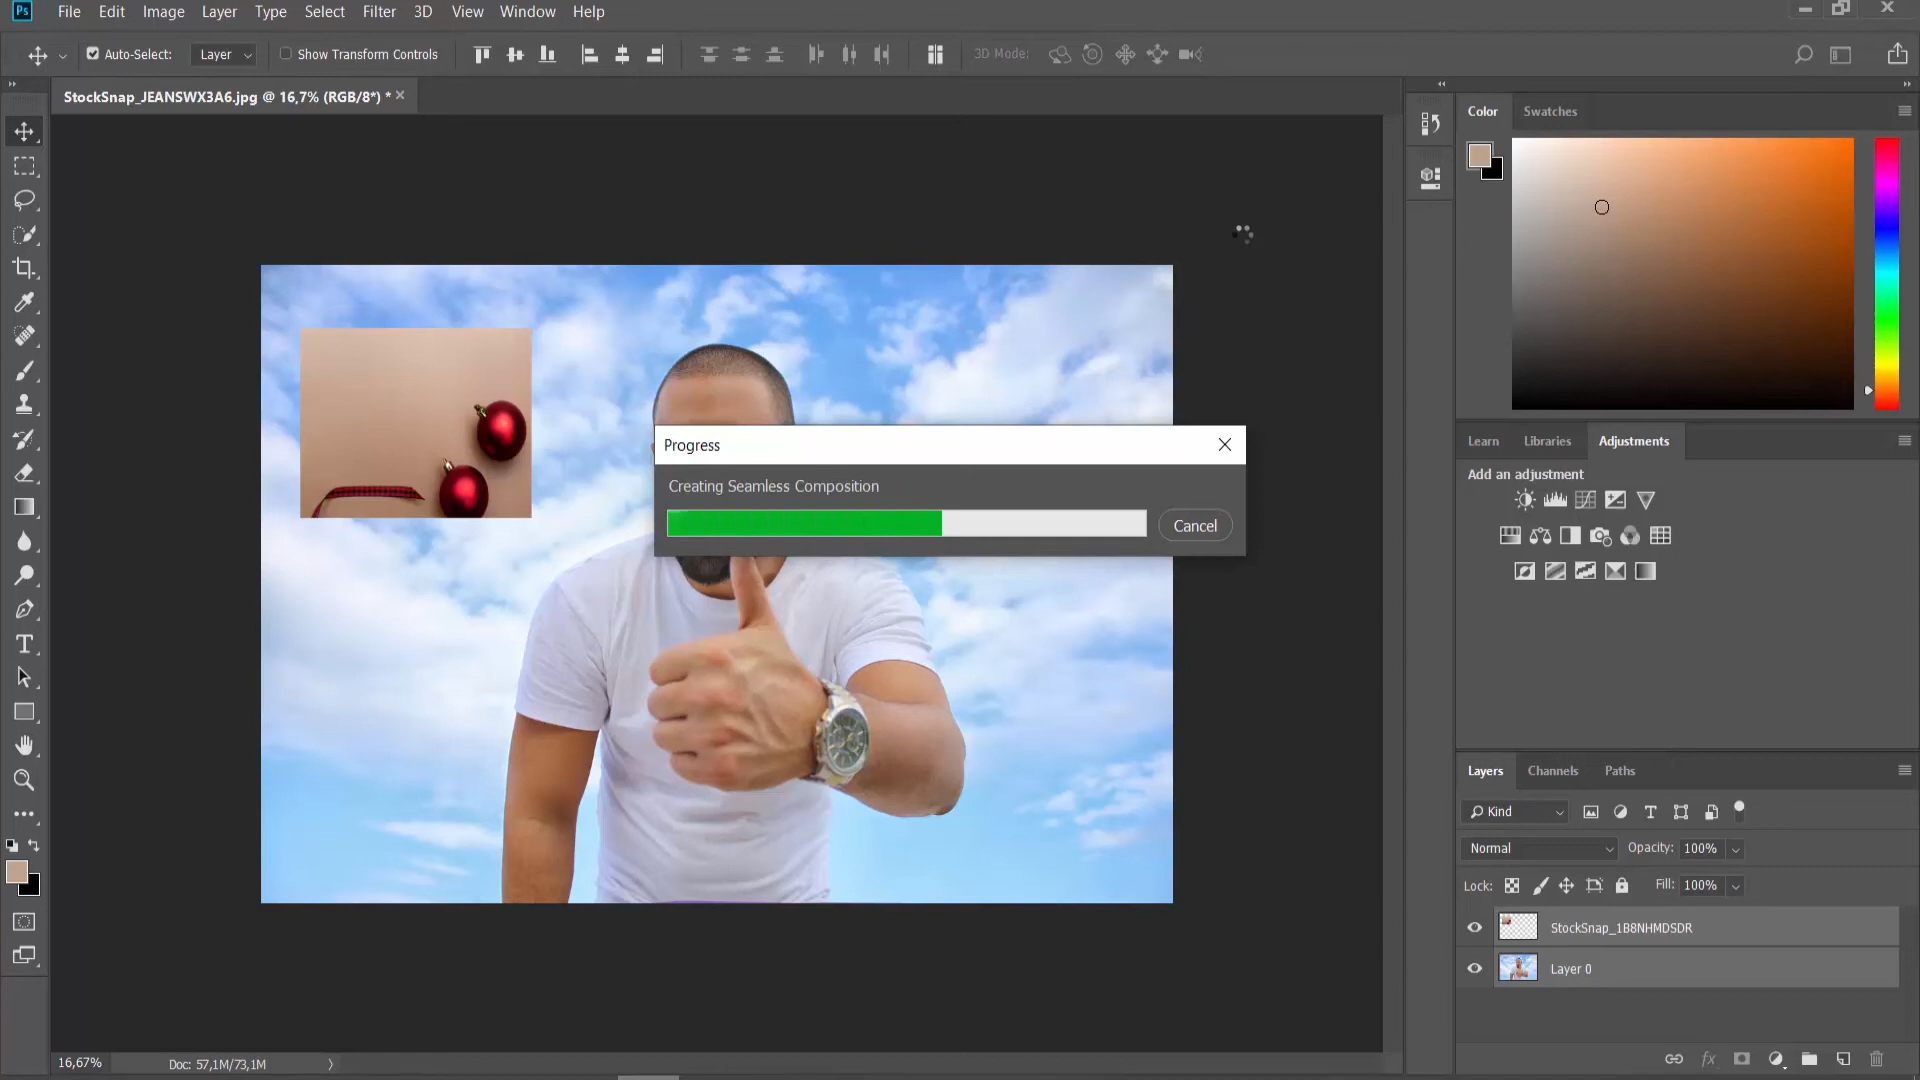 Ps File Edit Image Layer Type Select Filter 3D View Window Help
Auto-Select: Layer Show Transform Controls 3D Mode:
StockSnap_JEANSWX3A6.jpg @ 16,7% (RGB/8*) *
Color Swatches
Progress
Creating Seamless Composition
Cancel
Learn Libraries Adjustments
Add an adjustment
Layers Channels Paths
Kind
Normal Opacity: 100%
Lock: Fill: 100%
StockSnap_1B8NHMDSDR
Layer 0
fx
16,67% Doc: 57,1M/73,1M